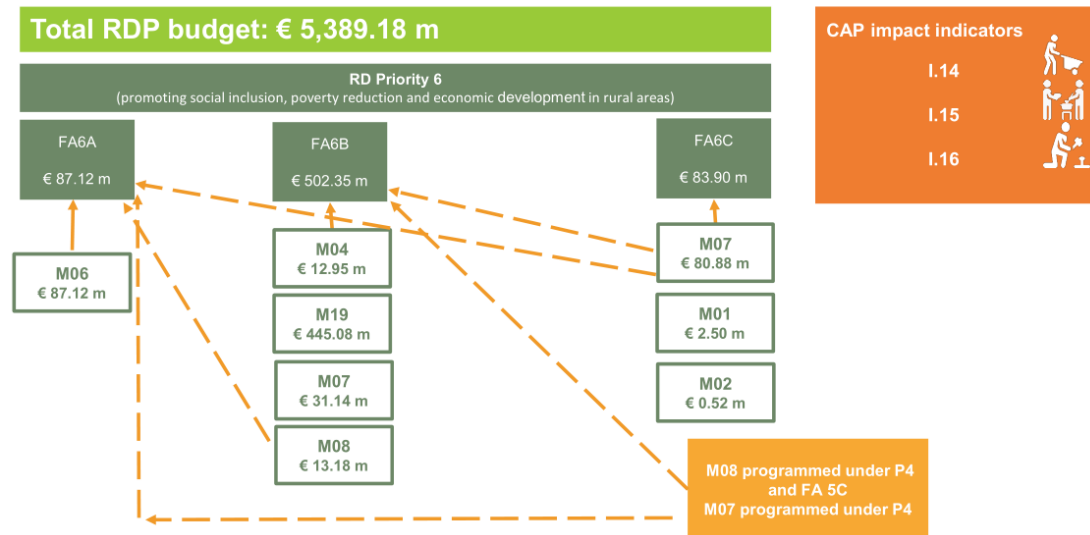 Total RDP budget: € 5,389.18 m
CAP impact indicators
I.14
I.15
I.16
RD Priority 6
(promoting social inclusion, poverty reduction and economic development in rural areas)
FA6A
€ 87.12 m
FA6B
€ 502.35 m
FA6C
€ 83.90 m
M06
€ 87.12 m
M04
€ 12.95 m
M19
€ 445.08 m
M07
€ 31.14 m
M08
€ 13.18 m
M07
€ 80.88 m
M01
€ 2.50 m
M02
€ 0.52 m
M08 programmed under P4
and FA 5C
M07 programmed under P4